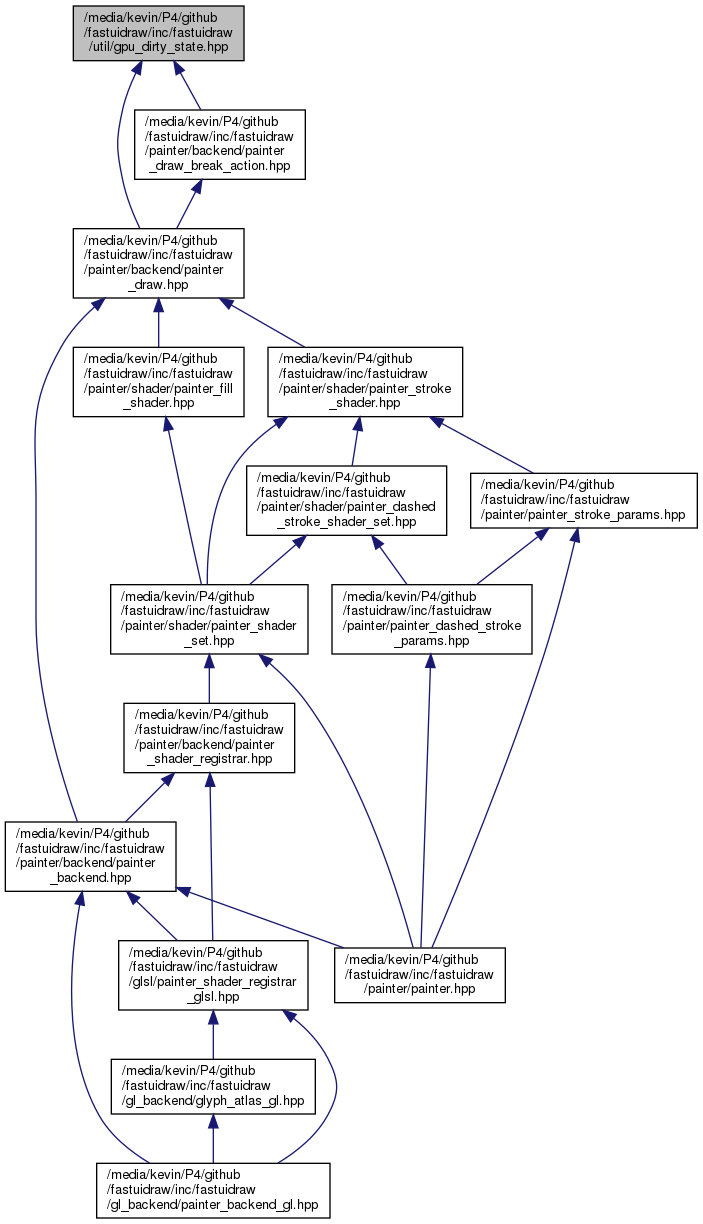 /media/kevin/P4/github
/fastuidraw/inc/fastuidraw
/util/gpu_dirty_state.hpp
/media/kevin/P4/github
/fastuidraw/inc/fastuidraw
/painter/backend/painter
_draw_break_action.hpp
/media/kevin/P4/github
/fastuidraw/inc/fastuidraw
/painter/backend/painter
_draw.hpp
/media/kevin/P4/github
/fastuidraw/inc/fastuidraw
/painter/shader/painter_fill
_shader.hpp
/media/kevin/P4/github
/fastuidraw/inc/fastuidraw
/painter/shader/painter_stroke
_shader.hpp
/media/kevin/P4/github
/fastuidraw/inc/fastuidraw
/painter/shader/painter_dashed
_stroke_shader_set.hpp
/media/kevin/P4/github
/fastuidraw/inc/fastuidraw
/painter/painter_stroke_params.hpp
/media/kevin/P4/github
/fastuidraw/inc/fastuidraw
/painter/shader/painter_shader
_set.hpp
/media/kevin/P4/github
/fastuidraw/inc/fastuidraw
/painter/painter_dashed_stroke
_params.hpp
/media/kevin/P4/github
/fastuidraw/inc/fastuidraw
/painter/backend/painter
_shader_registrar.hpp
/media/kevin/P4/github
/fastuidraw/inc/fastuidraw
/painter/backend/painter
_backend.hpp
/media/kevin/P4/github
/fastuidraw/inc/fastuidraw
/glsl/painter_shader_registrar
_glsl.hpp
/media/kevin/P4/github
/fastuidraw/inc/fastuidraw
/painter/painter.hpp
/media/kevin/P4/github
/fastuidraw/inc/fastuidraw
/gl_backend/glyph_atlas_gl.hpp
/media/kevin/P4/github
/fastuidraw/inc/fastuidraw
/gl_backend/painter_backend_gl.hpp